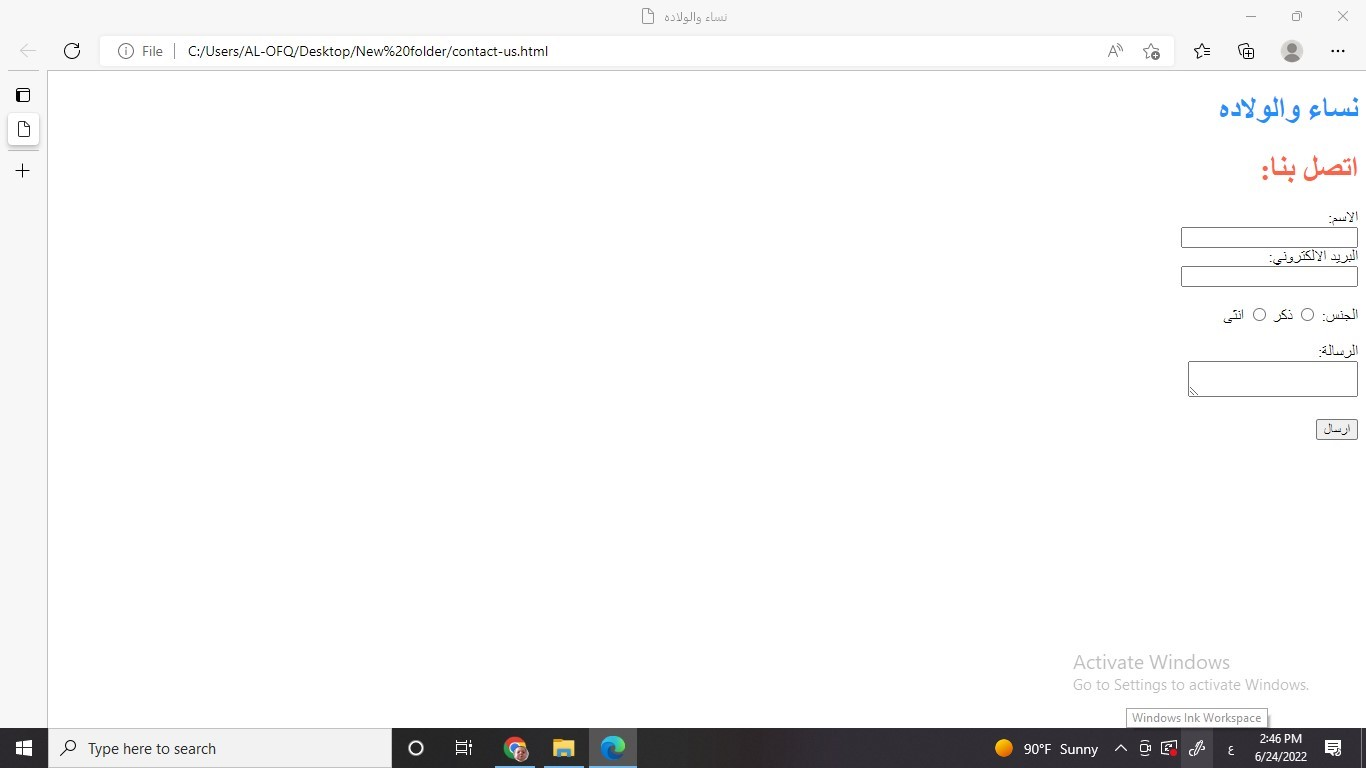 نساء والولاده
File
C:/Users/AL-OFQ/Desktop/New%20folder/contact-us.html
نساء والولاده
اتصل بنا:
الاسم:
البريد الالكتروني:
الجنس: ذكر انثى
الرسالة:
ارسال
Activate Windows
Go to Settings to activate Windows.
Windows Ink Workspace
Type here to search
90°F Sunny
ع
2:46 PM
6/24/2022